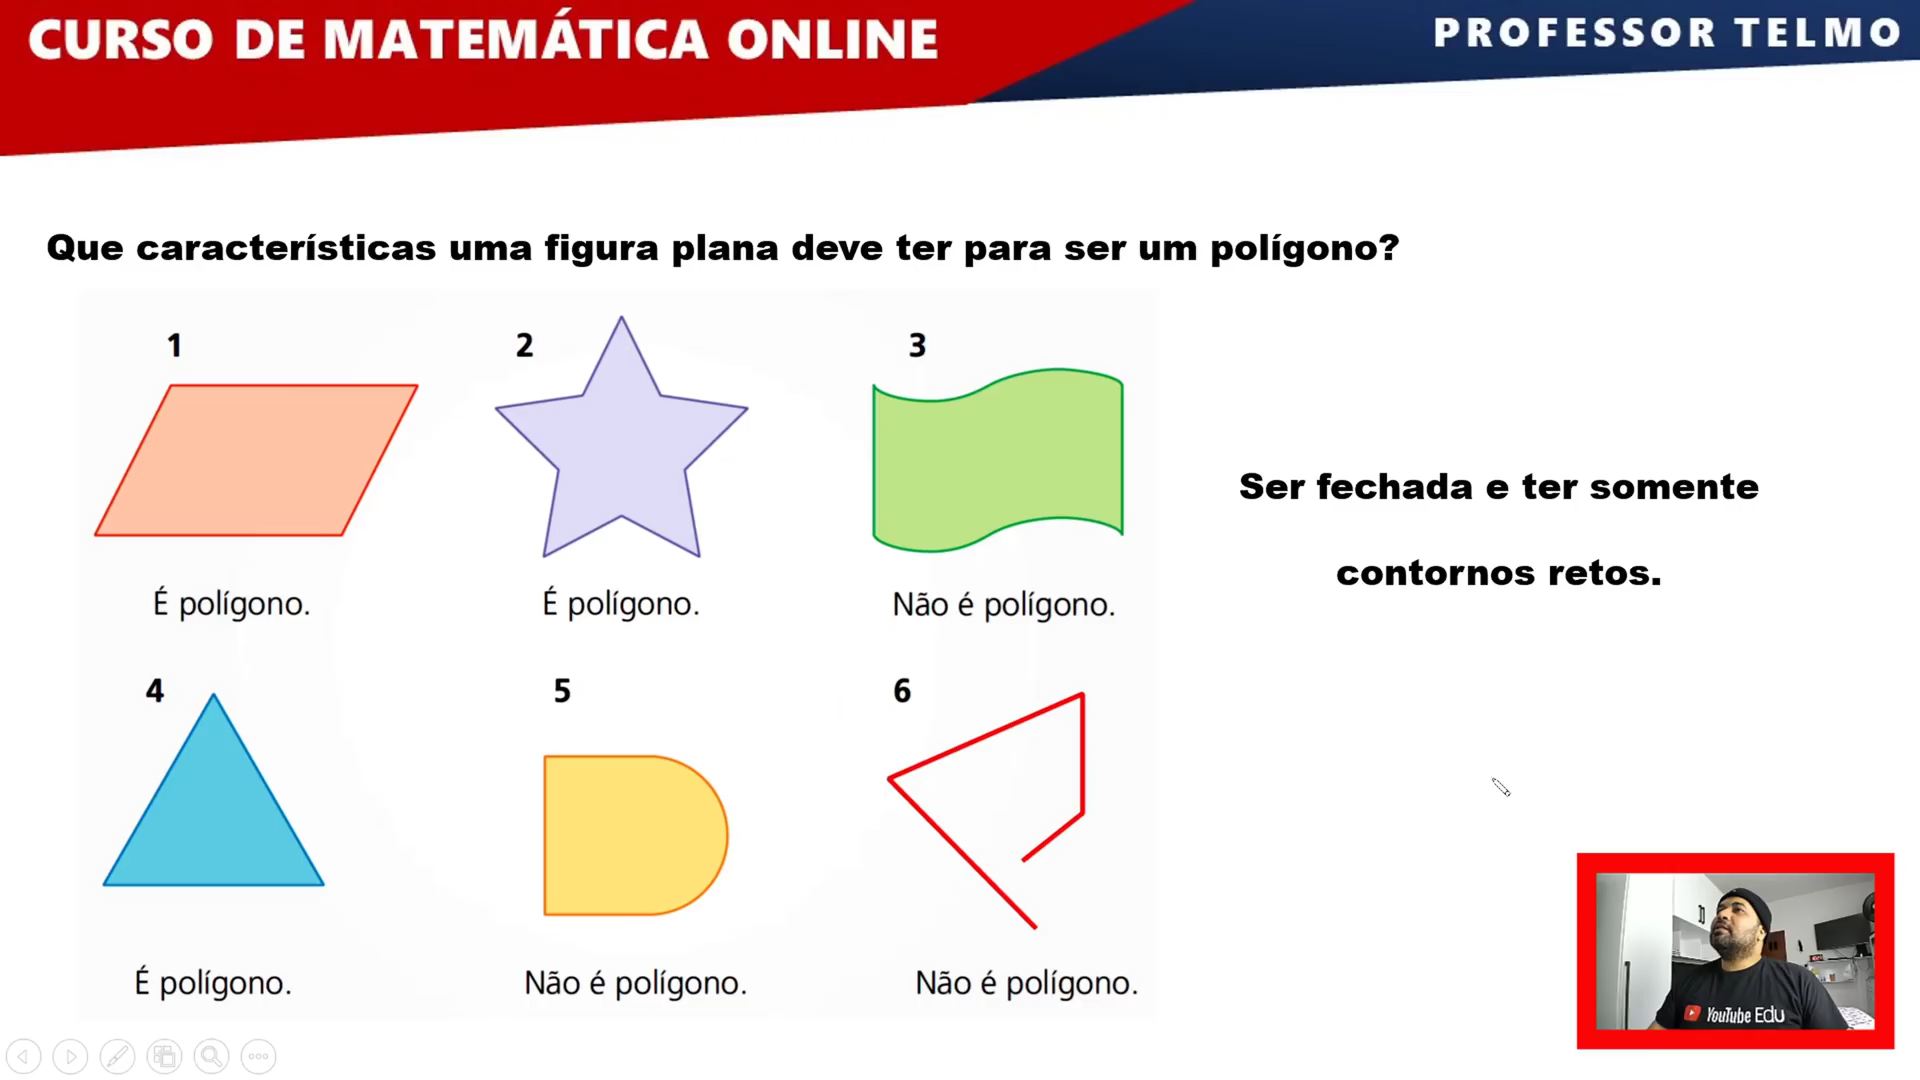 CURSO DE MATEMÁTICA ONLINE
PROFESSOR TELMO
Que características uma figura plana deve ter para ser um polígono?
1
2
3
É polígono.
É polígono.
Não é polígono.
Ser fechada e ter somente
contornos retos.
4
5
6
É polígono.
Não é polígono.
Não é polígono.
YouTube Edu